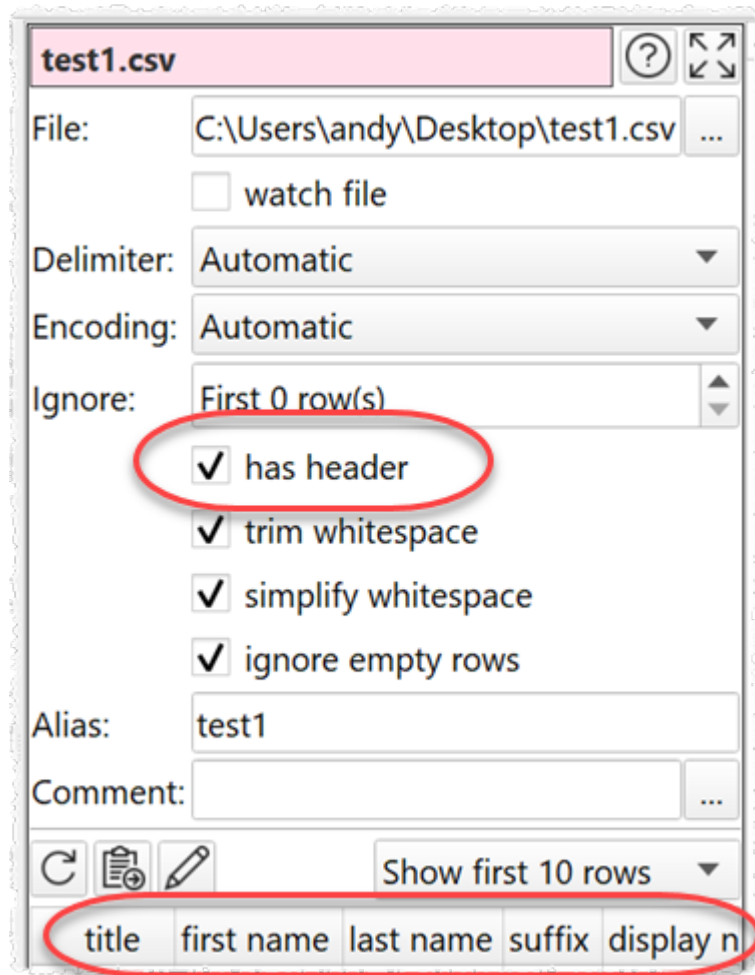 test1.csv
File: C:\Users\andy\Desktop\test1.csv ...
watch file
Delimiter: Automatic
Encoding: Automatic
Ignore: First 0 row(s)
has header
trim whitespace
simplify whitespace
ignore empty rows
Alias: test1
Comment: ...
Show first 10 rows
title first name last name suffix display n